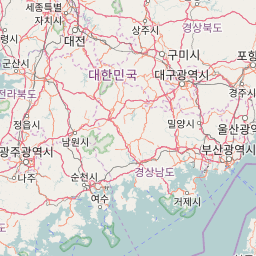 세종특별
자치시
대전
상주시
경상북도
령시
구미시
포항
군산시
대한민국
대구광역시
전라북도
경주시
정읍시
밀양시
울산광역시
남원시
광주광역시
부산광역시
나주
순천시
경상남도
여수
거제시